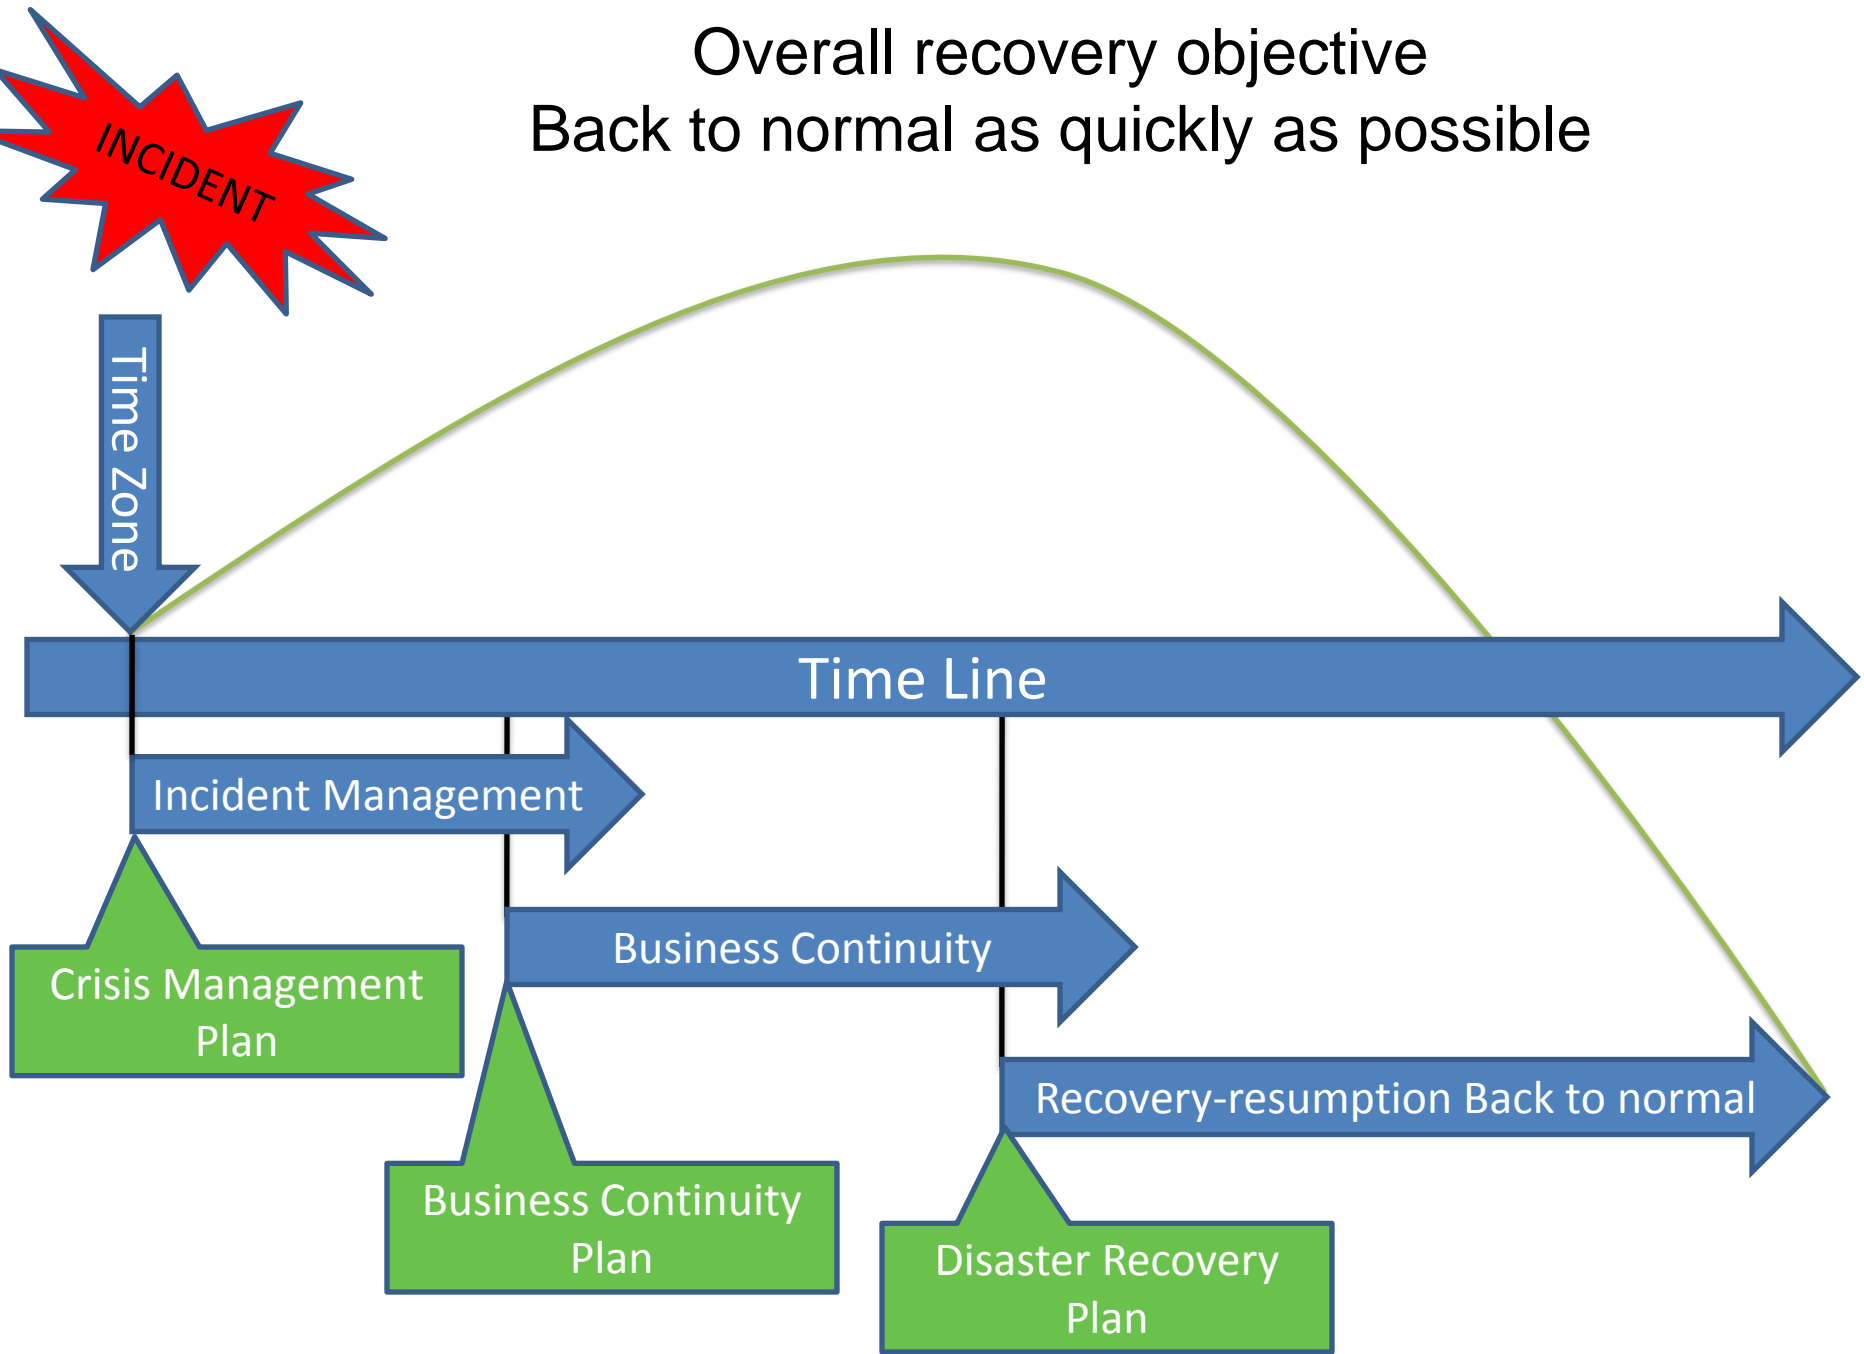 Overall recovery objective
Back to normal as quickly as possible
INCIDENT
Time Zone
Time Line
Incident Management
Business Continuity
Crisis Management
Plan
Recovery-resumption Back to normal
Business Continuity
Plan
Disaster Recovery
Plan